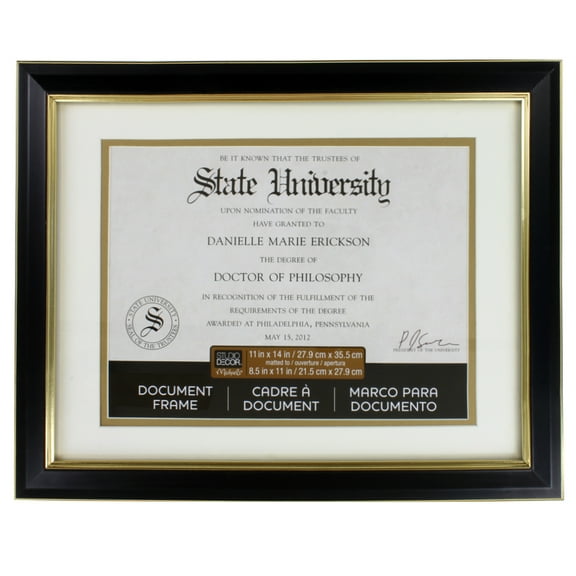 BE IT KNOWN THAT THE TRUSTEES OF
State University
UPON NOMINATION OF THE FACULTY
HAVE GRANTED TO
DANIELLE MARIE ERICKSON
THE DEGREE OF
DOCTOR OF PHILOSOPHY
IN RECOGNITION OF THE FULFILLMENT OF THE
REQUIREMENTS OF THE DEGREE
AWARDED AT PHILADELPHIA, PENNSYLVANIA
MAY 15, 2012
STATE UNIVERSITY
S
SEAL OF THE TRUSTEES
PRESIDENT OF THE UNIVERSITY
STUDIO
DECOR
Michaels
11 in x 14 in / 27.9 cm x 35.5 cm
matted to / ouverture / apertura
8.5 in x 11 in / 21.5 cm x 27.9 cm
DOCUMENT
FRAME
CADRE À
DOCUMENT
MARCO PARA
DOCUMENTO